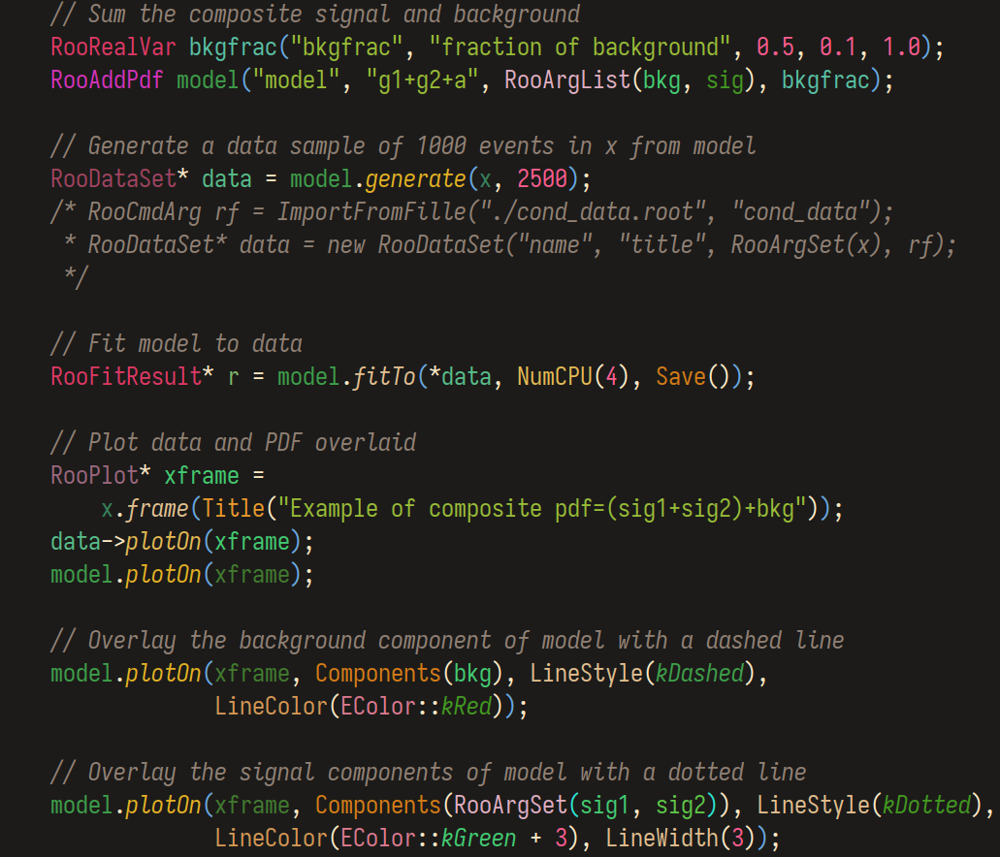 // Sum the composite signal and background
RooRealVar bkgfrac("bkgfrac", "fraction of background", 0.5, 0.1, 1.0);
RooAddPdf model("model", "g1+g2+a", RooArgList(bkg, sig), bkgfrac);
// Generate a data sample of 1000 events in x from model
RooDataSet* data = model.generate(x, 2500);
/* RooCmdArg rf = ImportFromFille("./cond_data.root", "cond_data");
* RooDataSet* data = new RooDataSet("name", "title", RooArgSet(x), rf);
*/
// Fit model to data
RooFitResult* r = model.fitTo(*data, NumCPU(4), Save());
// Plot data and PDF overlaid
RooPlot* xframe =
x.frame(Title("Example of composite pdf=(sig1+sig2)+bkg"));
data->plotOn(xframe);
model.plotOn(xframe);
// Overlay the background component of model with a dashed line
model.plotOn(xframe, Components(bkg), LineStyle(kDashed),
LineColor(EColor::kRed));
// Overlay the signal components of model with a dotted line
model.plotOn(xframe, Components(RooArgSet(sig1, sig2)), LineStyle(kDotted),
LineColor(EColor::kGreen + 3), LineWidth(3));